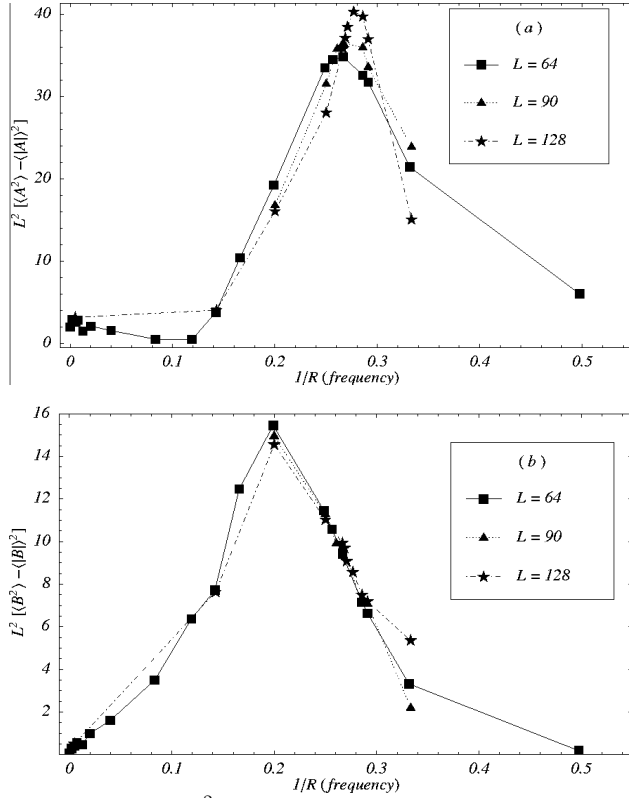 40
30
20
10
0
L² [⟨A²⟩ −⟨|A|⟩²]
(a)
L = 64
L = 90
L = 128
0 0.1 0.2 0.3 0.4 0.5
1/R (frequency)
16
14
12
10
8
6
4
2
L² [⟨B²⟩ −⟨|B|⟩²]
(b)
L = 64
L = 90
L = 128
0 0.1 0.2 0.3 0.4 0.5
1/R (frequency)